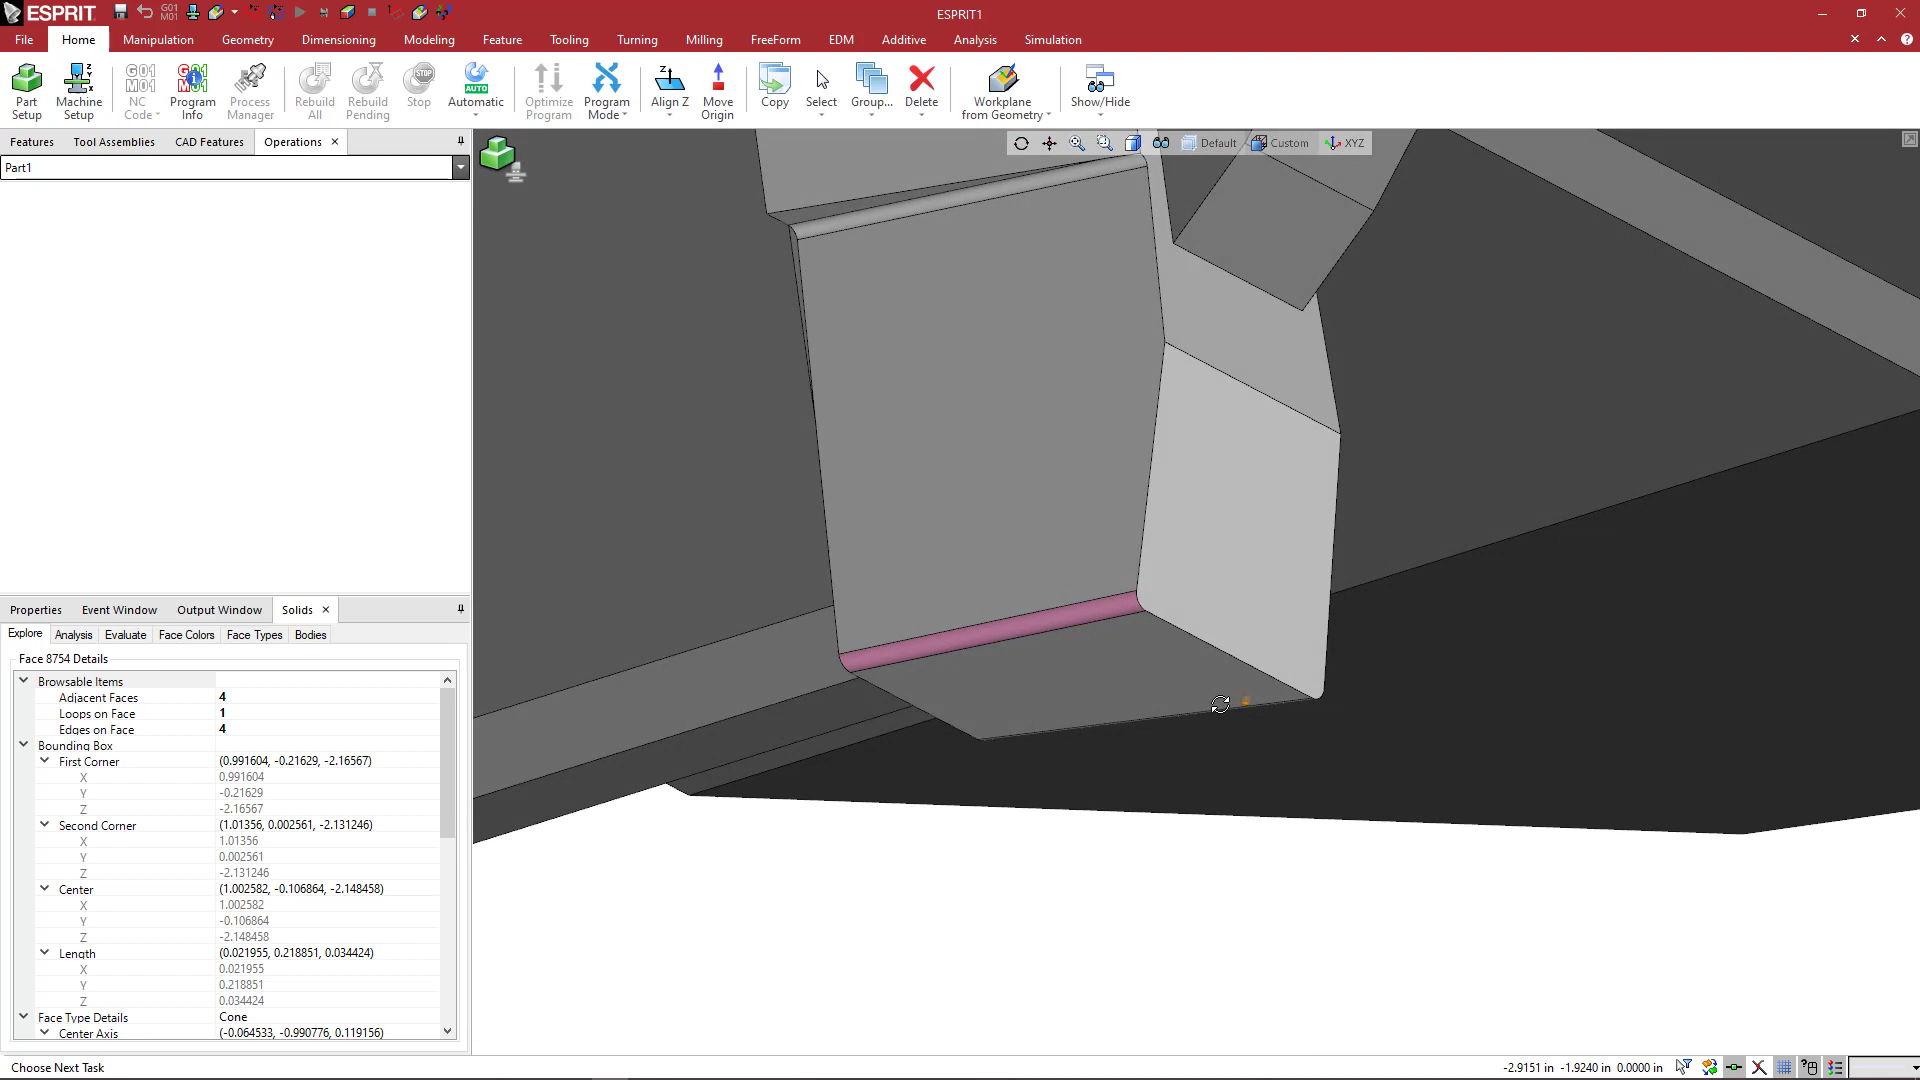 ESPRIT
G01
M01
ESPRIT1
File Home Manipulation Geometry Dimensioning Modeling Feature Tooling Turning Milling FreeForm EDM Additive Analysis Simulation
Part Setup
Machine Setup
G01
M01
NC Code
G01
M01
Program Info
Process Manager
Rebuild All
Rebuild Pending
STOP
Stop
AUTO
Automatic
Optimize Program
Program Mode
Z
Align Z
Move Origin
Copy
Select
Group...
Delete
Workplane from Geometry
Show/Hide
Features Tool Assemblies CAD Features Operations
Default Custom XYZ
Part1
Properties Event Window Output Window Solids
Explore Analysis Evaluate Face Colors Face Types Bodies
Face 8754 Details
Browsable Items
Adjacent Faces 4
Loops on Face 1
Edges on Face 4
Bounding Box
First Corner (0.991604, -0.21629, -2.16567)
X 0.991604
Y -0.21629
Z -2.16567
Second Corner (1.01356, 0.002561, -2.131246)
X 1.01356
Y 0.002561
Z -2.131246
Center (1.002582, -0.106864, -2.148458)
X 1.002582
Y -0.106864
Z -2.148458
Length (0.021955, 0.218851, 0.034424)
X 0.021955
Y 0.218851
Z 0.034424
Face Type Details Cone
Center Axis (-0.064533, -0.990776, 0.119156)
Choose Next Task
-2.9151 in -1.9240 in 0.0000 in